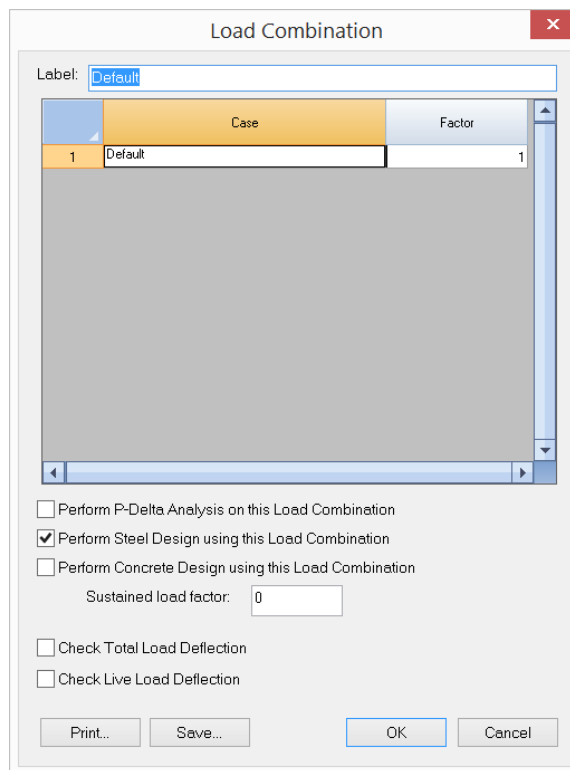 Load Combination
Label: Default
Case Factor
1 Default 1
Perform P-Delta Analysis on this Load Combination
Perform Steel Design using this Load Combination
Perform Concrete Design using this Load Combination
Sustained load factor: 0
Check Total Load Deflection
Check Live Load Deflection
Print... Save... OK Cancel